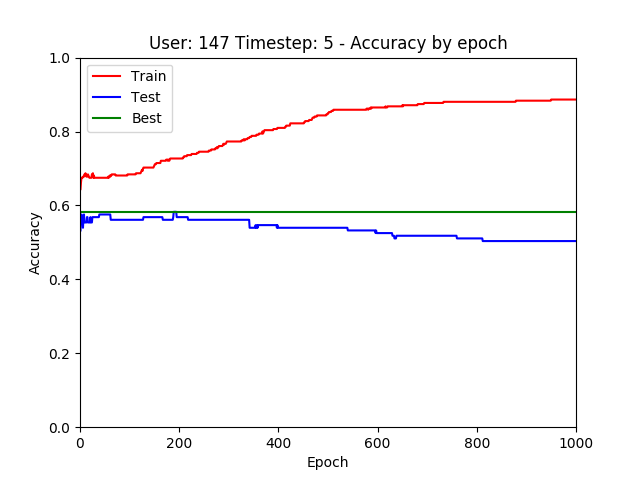 User: 147 Timestep: 5 - Accuracy by epoch
1.0
0.8
0.6
0.4
0.2
0.0
Accuracy
Train
Test
Best
0 200 400 600 800 1000
Epoch